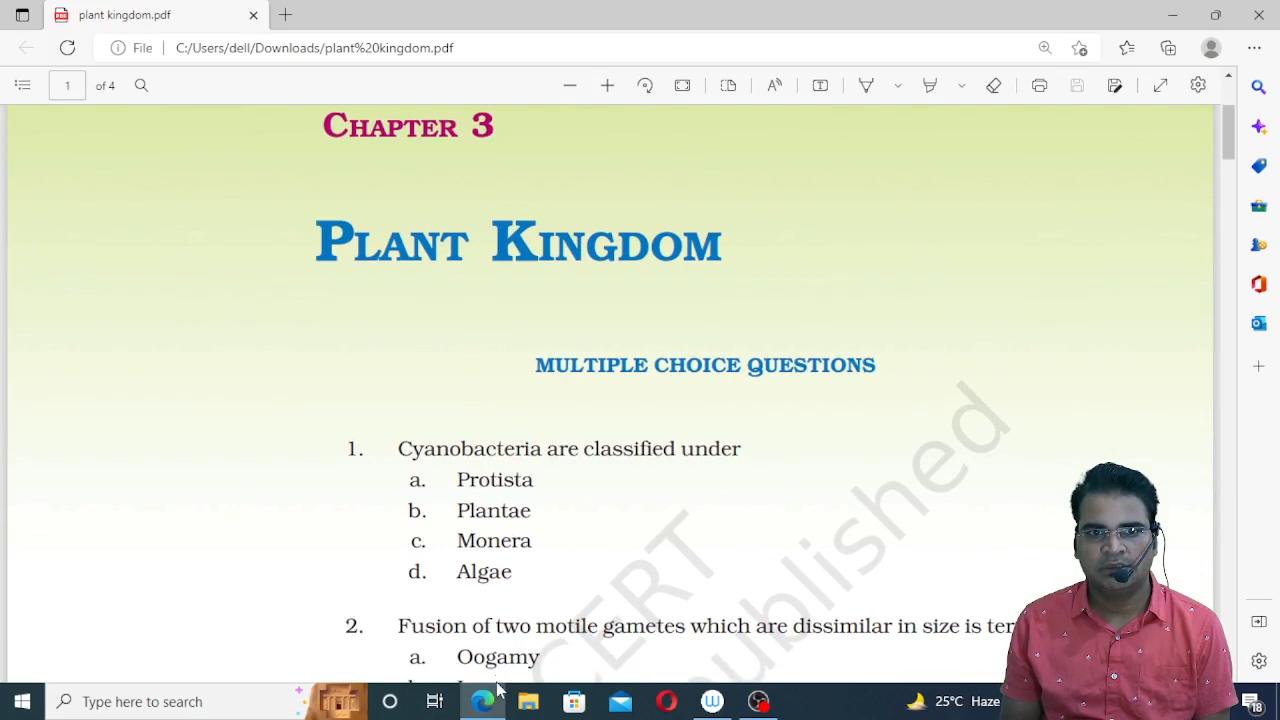 plant kingdom.pdf
File
C:/Users/dell/Downloads/plant%20kingdom.pdf
1 of 4
CHAPTER 3
PLANT KINGDOM
MULTIPLE CHOICE QUESTIONS
1. Cyanobacteria are classified under
a. Protista
b. Plantae
c. Monera
d. Algae
2. Fusion of two motile gametes which are dissimilar in size is
a. Oogamy
Type here to search
25°C Haze
18